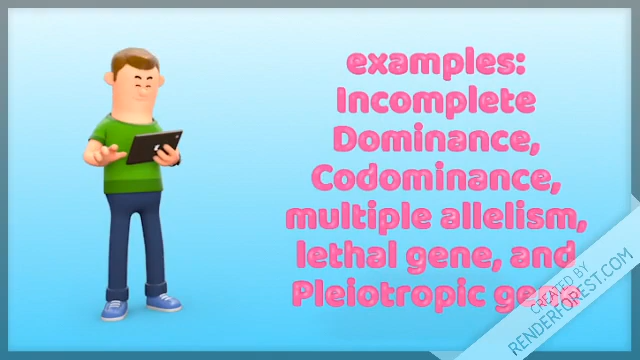 examples:
Incomplete
Dominance,
Codominance,
multiple allelism,
lethal gene, and
Pleiotropic
CREATED BY
RENDERFOREST.COM